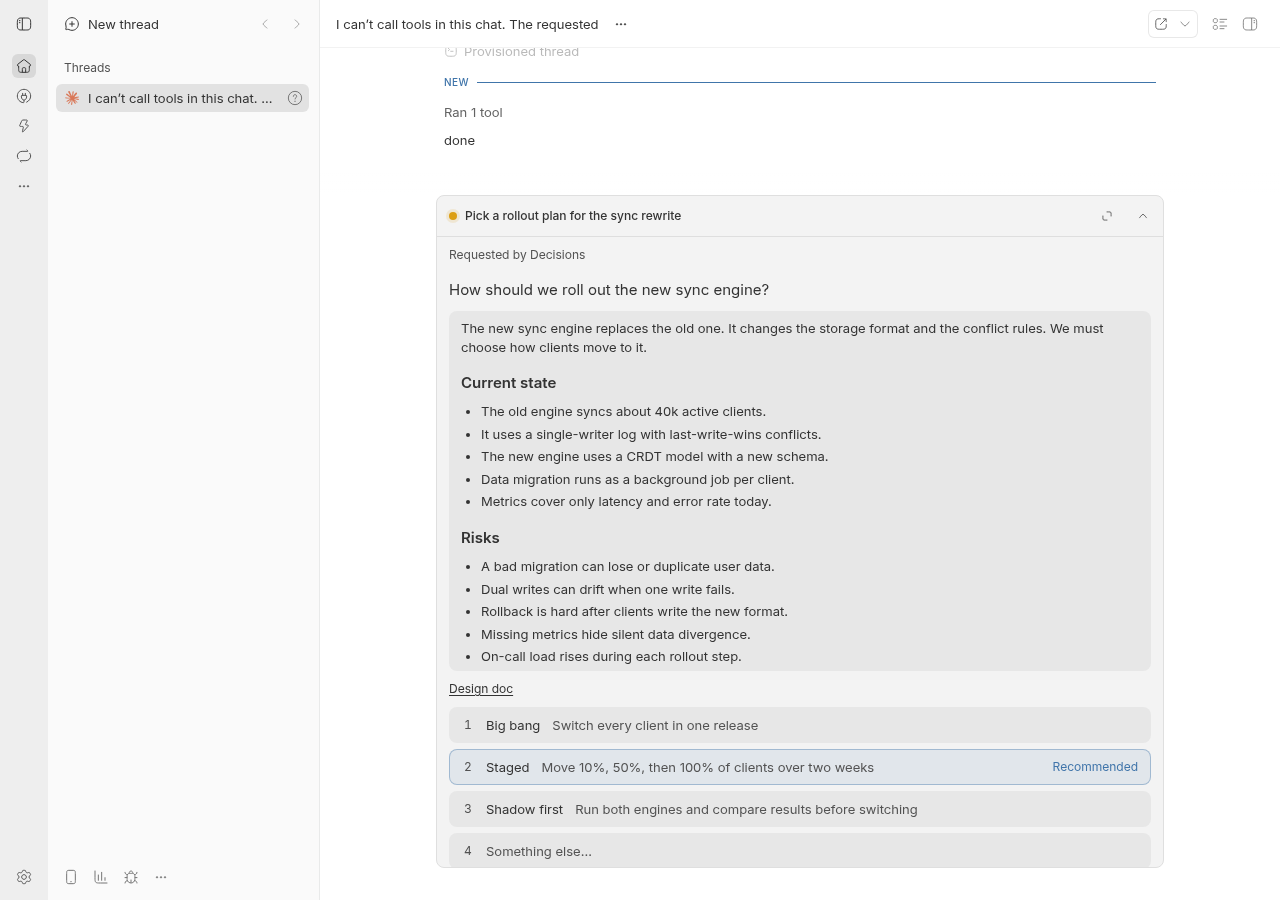 New thread
I can’t call tools in this chat. The requested
Threads
I can’t call tools in this chat. ...
Provisioned thread
NEW
Ran 1 tool
done
Pick a rollout plan for the sync rewrite
Requested by Decisions
How should we roll out the new sync engine?
The new sync engine replaces the old one. It changes the storage format and the conflict rules. We must
choose how clients move to it.
Current state
• The old engine syncs about 40k active clients.
• It uses a single-writer log with last-write-wins conflicts.
• The new engine uses a CRDT model with a new schema.
• Data migration runs as a background job per client.
• Metrics cover only latency and error rate today.
Risks
• A bad migration can lose or duplicate user data.
• Dual writes can drift when one write fails.
• Rollback is hard after clients write the new format.
• Missing metrics hide silent data divergence.
• On-call load rises during each rollout step.
Design doc
1 Big bang Switch every client in one release
2 Staged Move 10%, 50%, then 100% of clients over two weeks Recommended
3 Shadow first Run both engines and compare results before switching
4 Something else...